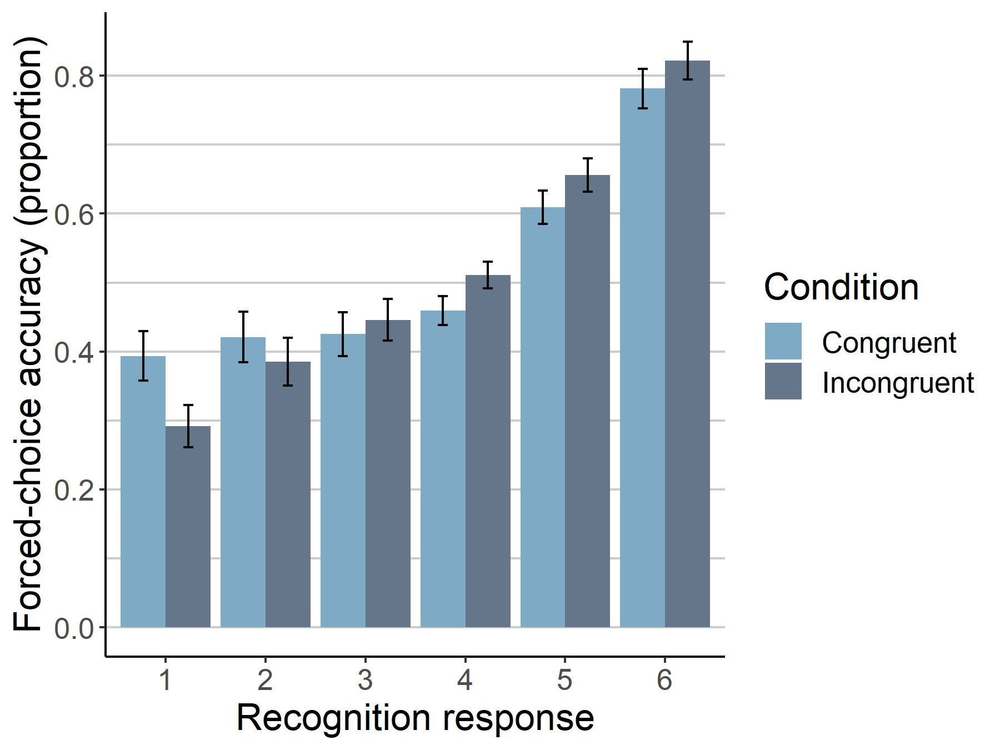 Forced-choice accuracy (proportion)
0.8
0.6
0.4
0.2
0.0
1 2 3 4 5 6
Recognition response
Condition
Congruent
Incongruent